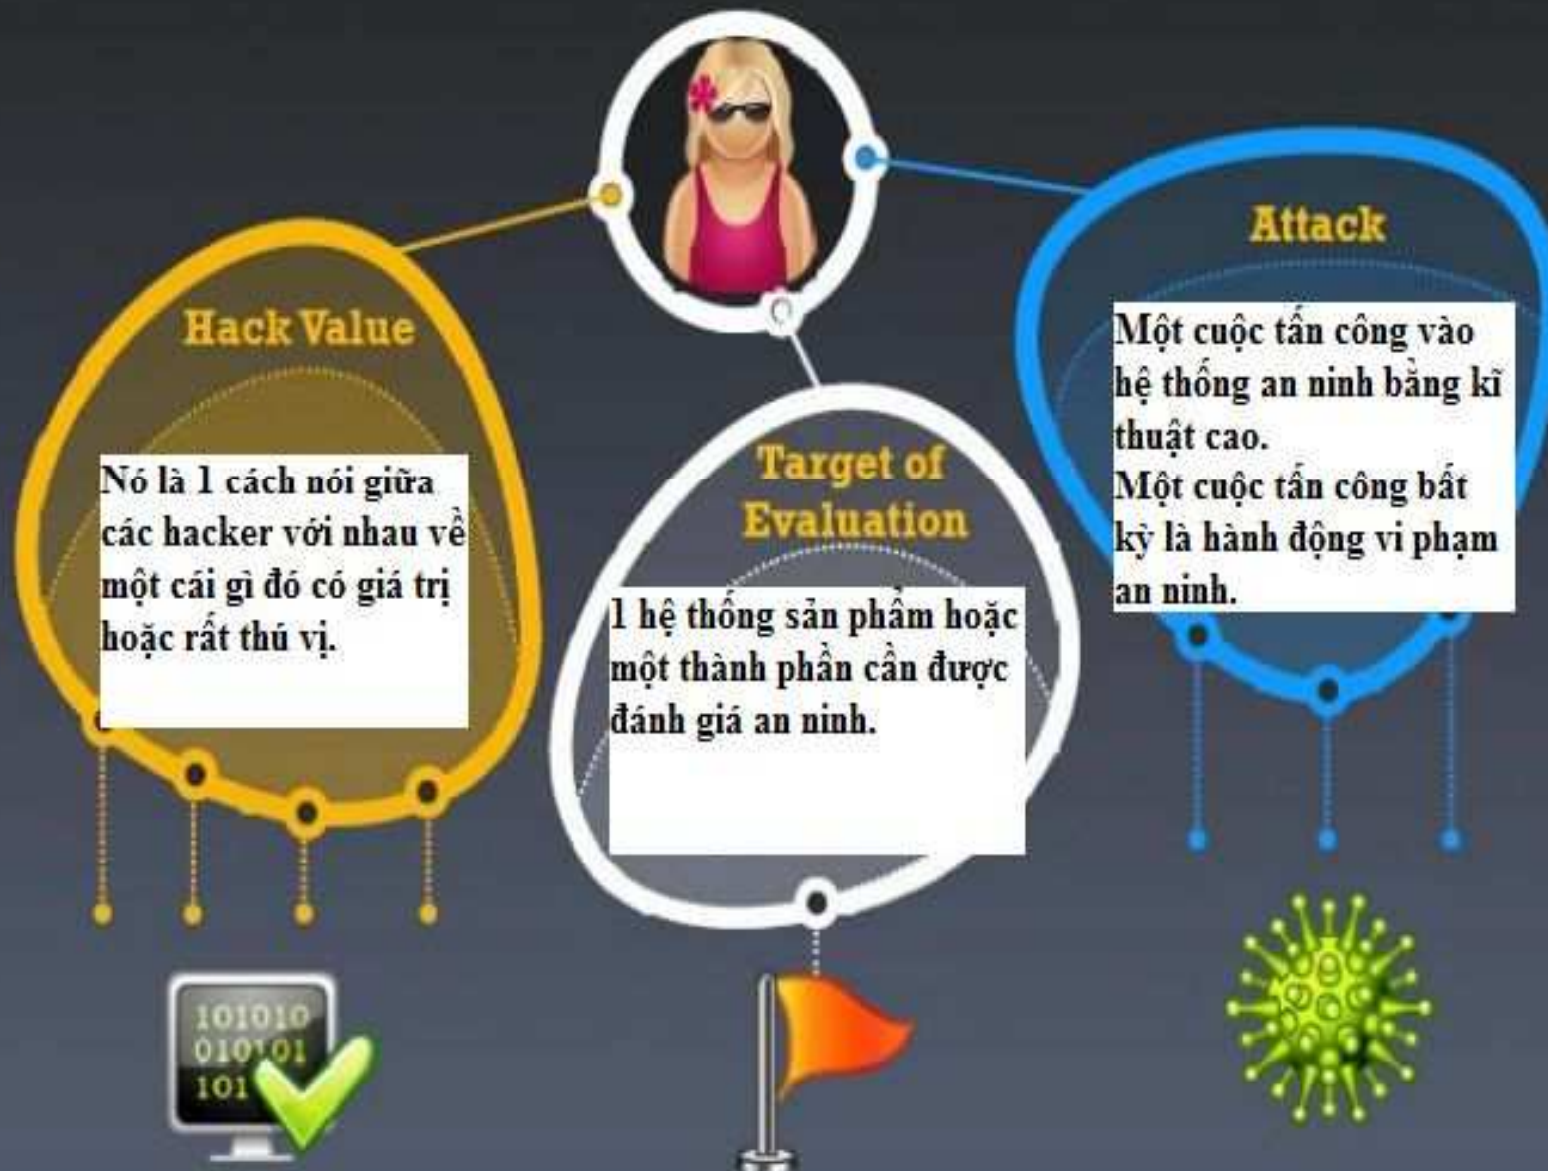 Hack Value
Nó là 1 cách nói giữa
các hacker với nhau về
một cái gì đó có giá trị
hoặc rất thú vị.
Target of
Evaluation
1 hệ thống sản phẩm hoặc
một thành phần cần được
đánh giá an ninh.
Attack
Một cuộc tấn công vào
hệ thống an ninh bằng kĩ
thuật cao.
Một cuộc tấn công bất
kỳ là hành động vi phạm
an ninh.
101010
010101
101